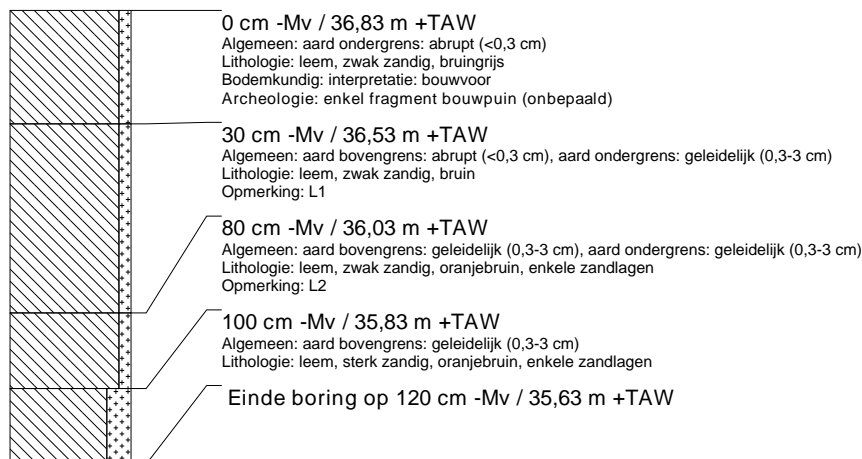 0 cm -Mv / 36,83 m +TAW
Algemeen: aard ondergrens: abrupt (<0,3 cm)
Lithologie: leem, zwak zandig, bruingrijs
Bodemkundig: interpretatie: bouwvoor
Archeologie: enkel fragment bouwpuin (onbepaald)
30 cm -Mv / 36,53 m +TAW
Algemeen: aard bovengrens: abrupt (<0,3 cm), aard ondergrens: geleidelijk (0,3-3 cm)
Lithologie: leem, zwak zandig, bruin
Opmerking: L1
80 cm -Mv / 36,03 m +TAW
Algemeen: aard bovengrens: geleidelijk (0,3-3 cm), aard ondergrens: geleidelijk (0,3-3 cm)
Lithologie: leem, zwak zandig, oranjebruin, enkele zandlagen
Opmerking: L2
100 cm -Mv / 35,83 m +TAW
Algemeen: aard bovengrens: geleidelijk (0,3-3 cm)
Lithologie: leem, sterk zandig, oranjebruin, enkele zandlagen
Einde boring op 120 cm -Mv / 35,63 m +TAW